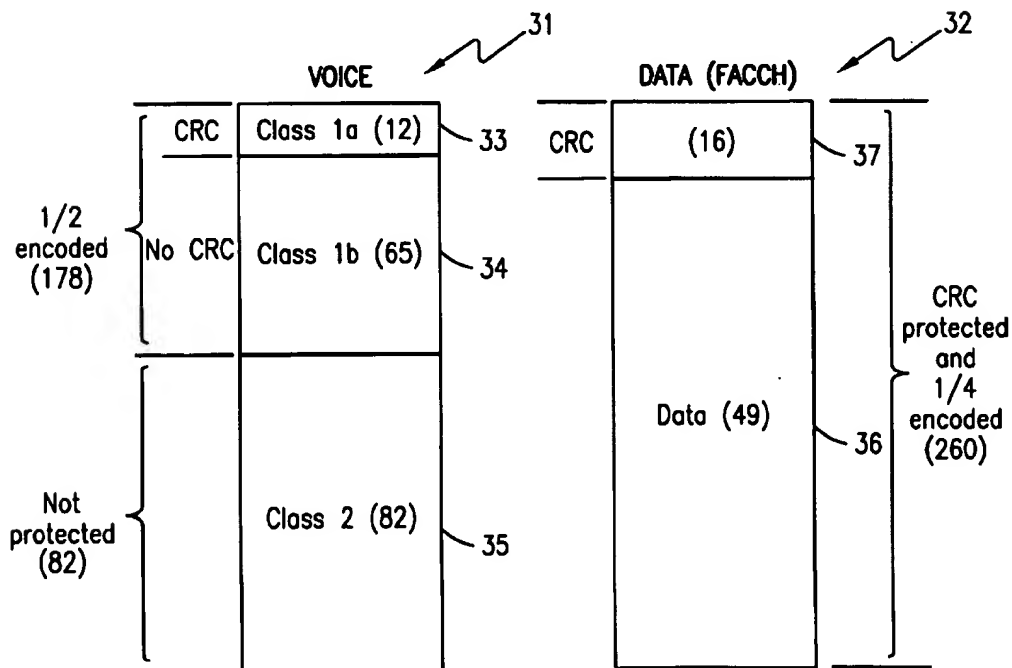 31
VOICE
CRC
Class 1a (12)
33
1/2
encoded
(178)
No CRC
Class 1b (65)
34
Not
protected
(82)
Class 2 (82)
35
32
DATA (FACCH)
CRC
(16)
37
Data (49)
36
CRC
protected
and
1/4
encoded
(260)